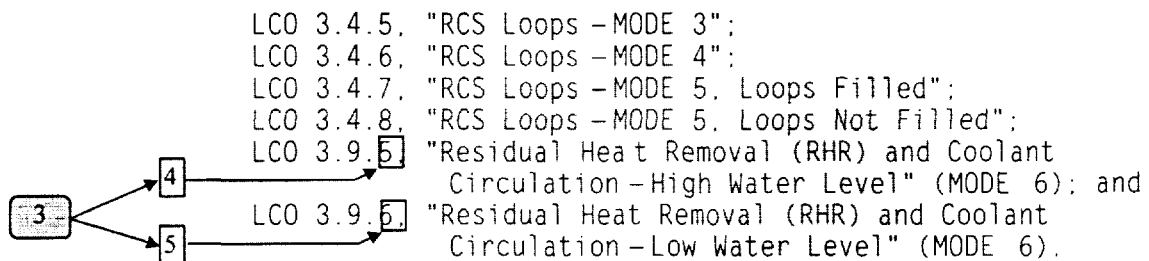 LCO 3.4.5, "RCS Loops – MODE 3";
LCO 3.4.6, "RCS Loops – MODE 4";
LCO 3.4.7, "RCS Loops – MODE 5, Loops Filled";
LCO 3.4.8, "RCS Loops – MODE 5, Loops Not Filled";
LCO 3.9.5, "Residual Heat Removal (RHR) and Coolant
4 Circulation – High Water Level" (MODE 6); and
3 LCO 3.9.6, "Residual Heat Removal (RHR) and Coolant
5 Circulation – Low Water Level" (MODE 6).